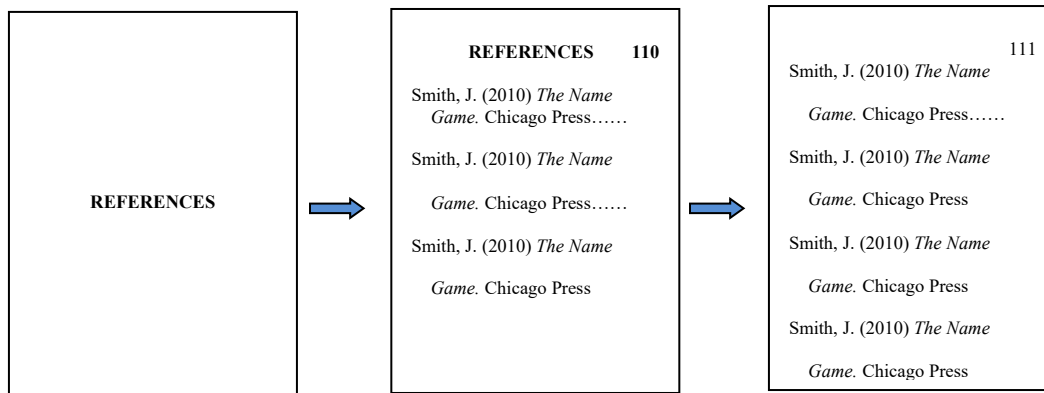 REFERENCES
REFERENCES 110
Smith, J. (2010) The Name
Game. Chicago Press……
Smith, J. (2010) The Name
Game. Chicago Press……
Smith, J. (2010) The Name
Game. Chicago Press
111
Smith, J. (2010) The Name
Game. Chicago Press……
Smith, J. (2010) The Name
Game. Chicago Press
Smith, J. (2010) The Name
Game. Chicago Press
Smith, J. (2010) The Name
Game. Chicago Press